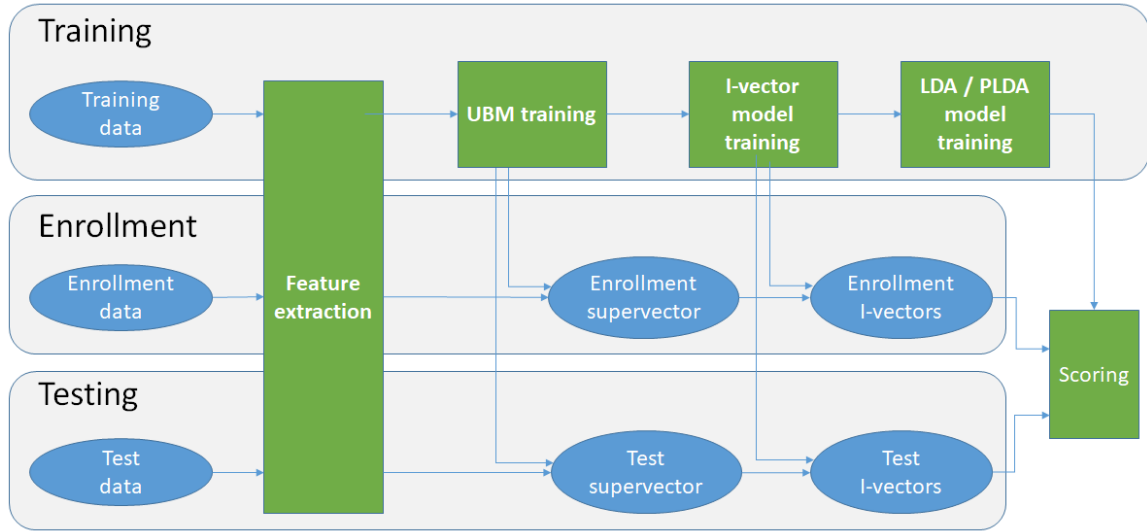 Training
Training
data
UBM training
I-vector
model
training
LDA / PLDA
model
training
Enrollment
Enrollment
data
Feature
extraction
Enrollment
supervector
Enrollment
I-vectors
Scoring
Testing
Test
data
Test
supervector
Test
I-vectors